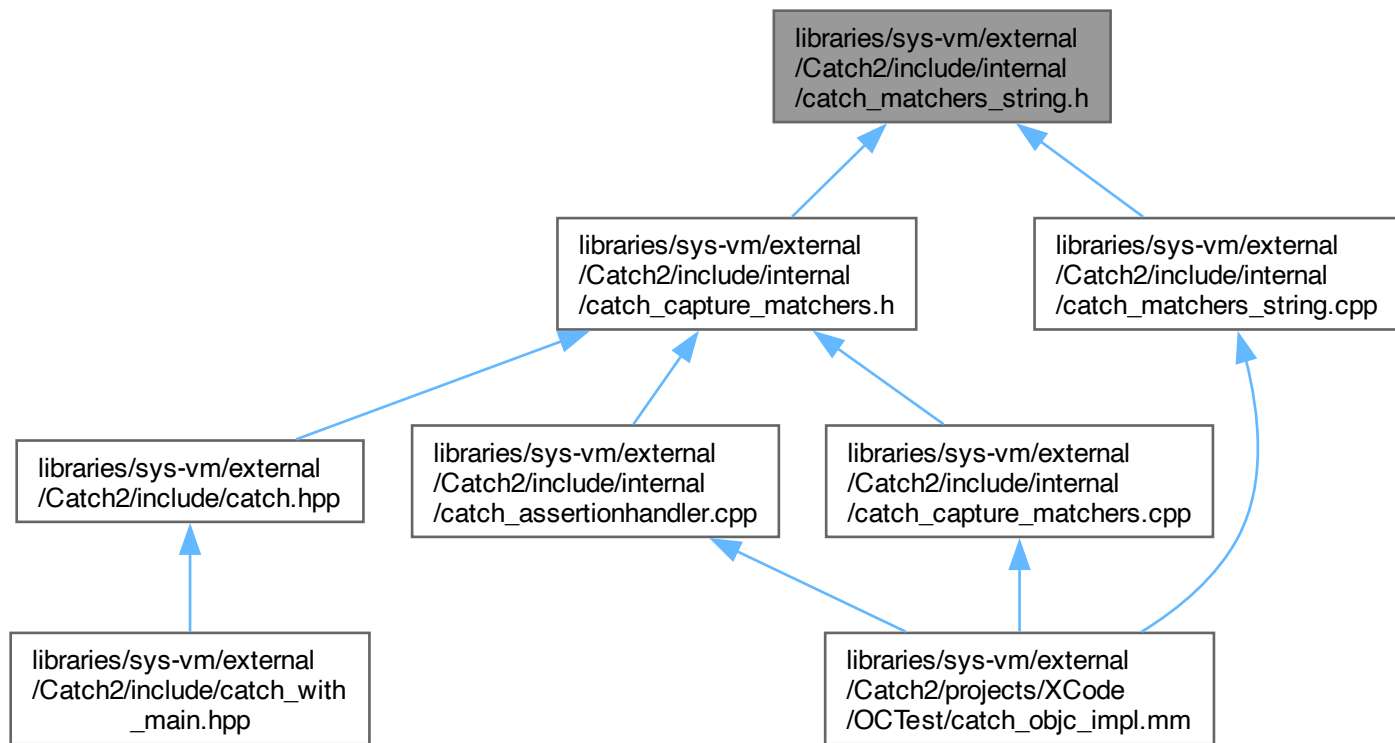 libraries/sys-vm/external
/Catch2/include/internal
/catch_matchers_string.h
libraries/sys-vm/external
/Catch2/include/internal
/catch_capture_matchers.h
libraries/sys-vm/external
/Catch2/include/internal
/catch_matchers_string.cpp
libraries/sys-vm/external
/Catch2/include/catch.hpp
libraries/sys-vm/external
/Catch2/include/internal
/catch_assertionhandler.cpp
libraries/sys-vm/external
/Catch2/include/internal
/catch_capture_matchers.cpp
libraries/sys-vm/external
/Catch2/include/catch_with
_main.hpp
libraries/sys-vm/external
/Catch2/projects/XCode
/OCTest/catch_objc_impl.mm